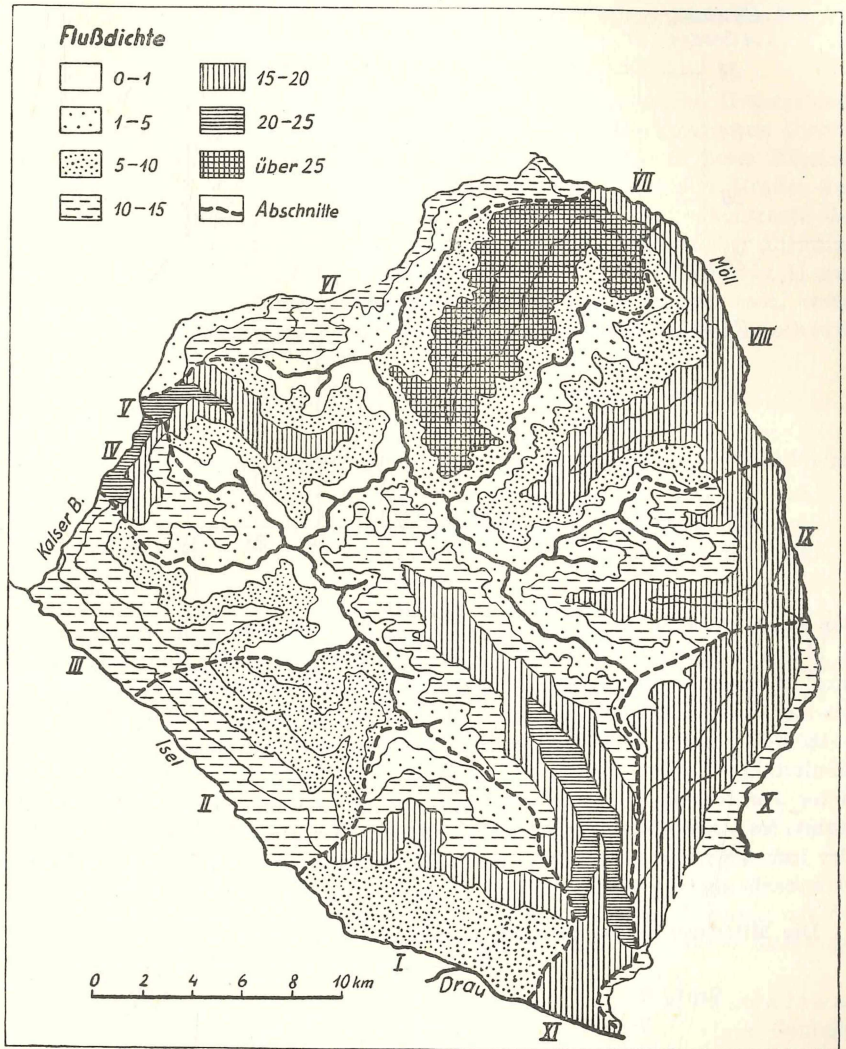 Flußdichte
0–1
1–5
5–10
10–15
15–20
20–25
über 25
Abschnitte
VII
Möll
VI
VIII
V
IV
Kalser B.
IX
III
Isel
II
X
I
Drau
XI
0 2 4 6 8 10 km